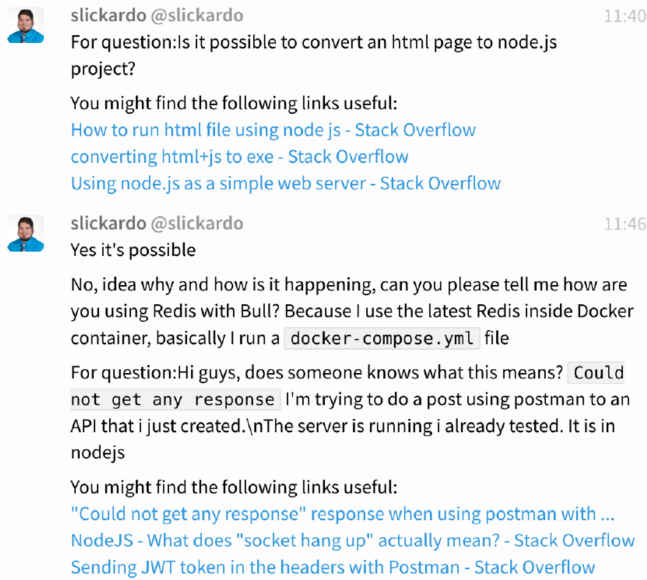 slickardo @slickardo 11:40
For question:Is it possible to convert an html page to node.js
project?
You might find the following links useful:
How to run html file using node js - Stack Overflow
converting html+js to exe - Stack Overflow
Using node.js as a simple web server - Stack Overflow
slickardo @slickardo 11:46
Yes it's possible
No, idea why and how is it happening, can you please tell me how are
you using Redis with Bull? Because I use the latest Redis inside Docker
container, basically I run a docker-compose.yml file
For question:Hi guys, does someone knows what this means? Could
not get any response I'm trying to do a post using postman to an
API that i just created.\nThe server is running i already tested. It is in
nodejs
You might find the following links useful:
"Could not get any response" response when using postman with ...
NodeJS - What does "socket hang up" actually mean? - Stack Overflow
Sending JWT token in the headers with Postman - Stack Overflow